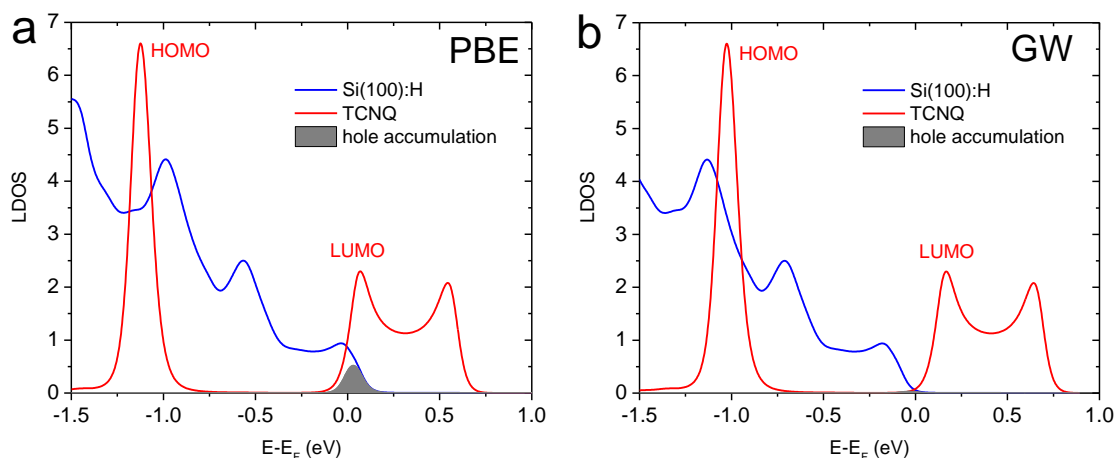 a
PBE
HOMO
Si(100):H
TCNQ
hole accumulation
LUMO
LDOS
7
6
5
4
3
2
1
0
-1.5
-1.0
-0.5
0.0
0.5
1.0
E-E_F (eV)
b
GW
HOMO
Si(100):H
TCNQ
hole accumulation
LUMO
LDOS
7
6
5
4
3
2
1
0
-1.5
-1.0
-0.5
0.0
0.5
1.0
E-E_F (eV)